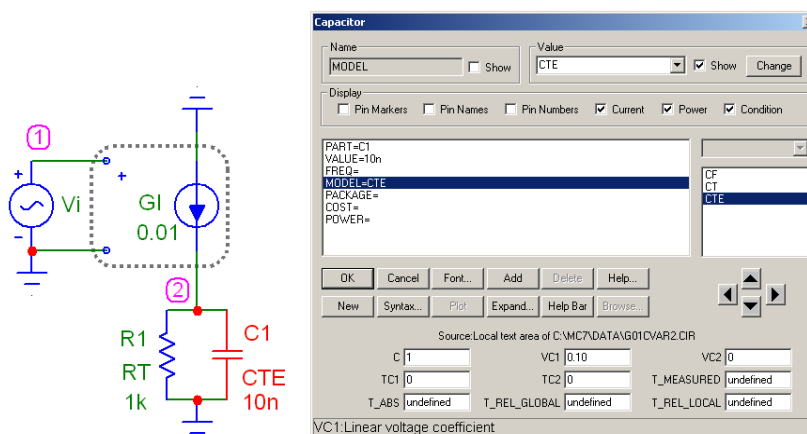 1
+
Vi
−
+
GI
0.01
2
R1
RT
1k
C1
CTE
10n
Capacitor
Name
MODEL
Show
Value
CTE
Show
Change
Display
Pin Markers Pin Names Pin Numbers Current Power Condition
PART=C1
VALUE=10n
FREQ=
MODEL=CTE
PACKAGE=
COST=
POWER=
CF
CT
CTE
OK Cancel Font... Add Delete Help...
New Syntax... Plot Expand... Help Bar Browse...
Source:Local text area of C:\MC7\DATA\G01CVAR2.CIR
C 1 VC1 0.10 VC2 0
TC1 0 TC2 0 T_MEASURED undefined
T_ABS undefined T_REL_GLOBAL undefined T_REL_LOCAL undefined
VC1:Linear voltage coefficient